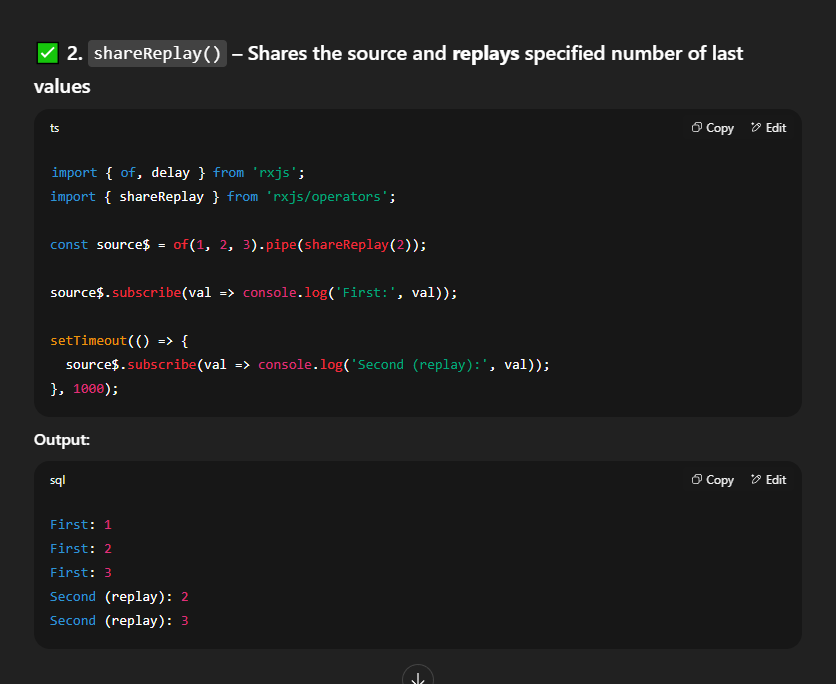 ✅ 2. shareReplay() – Shares the source and replays specified number of last
values
ts
Copy
Edit
import { of, delay } from 'rxjs';
import { shareReplay } from 'rxjs/operators';
const source$ = of(1, 2, 3).pipe(shareReplay(2));
source$.subscribe(val => console.log('First:', val));
setTimeout(() => {
  source$.subscribe(val => console.log('Second (replay):', val));
}, 1000);
Output:
sql
Copy
Edit
First: 1
First: 2
First: 3
Second (replay): 2
Second (replay): 3